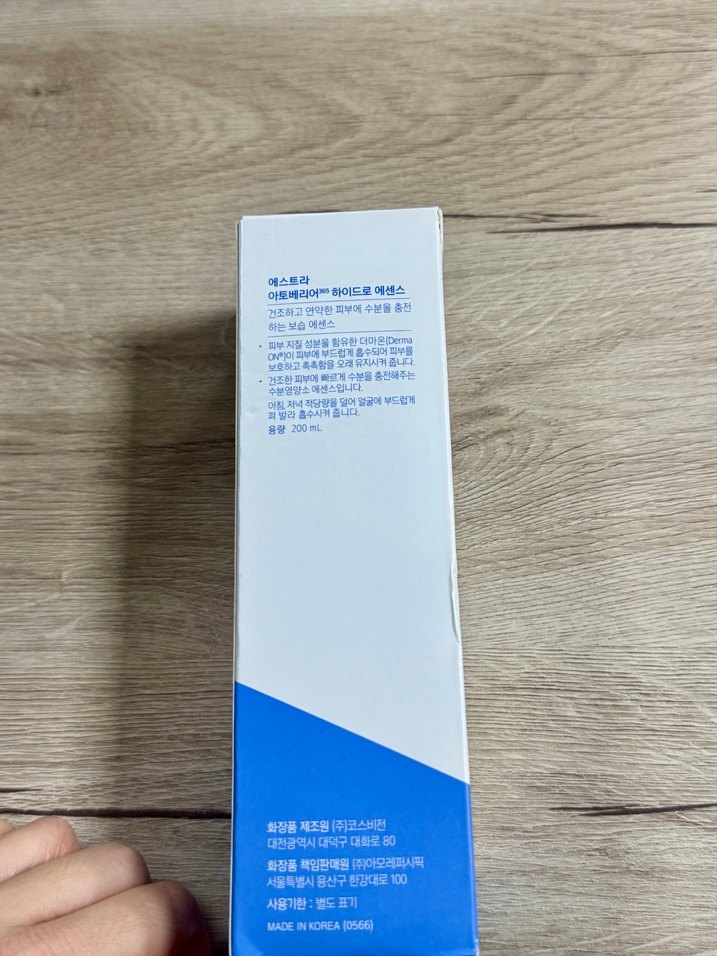 에스트라
아토베리어³⁶⁵ 하이드로 에센스
건조하고 연약한 피부에 수분을 충전
하는 보습 에센스
• 피부 지질 성분을 함유한 더마온(Derma
ON®)이 피부에 부드럽게 흡수되어 피부를
보호하고 촉촉함을 오래 유지시켜 줍니다.
• 건조한 피부에 빠르게 수분을 충전해주는
수분영양소 에센스입니다.
아침, 저녁 적당량을 덜어 얼굴에 부드럽게
펴 발라 흡수시켜 줍니다.
용량 200 mL
화장품 제조원 (주)코스비전
대전광역시 대덕구 대화로 80
화장품 책임판매원 (주)아모레퍼시픽
서울특별시 용산구 한강대로 100
사용기한 : 별도 표기
MADE IN KOREA (0566)